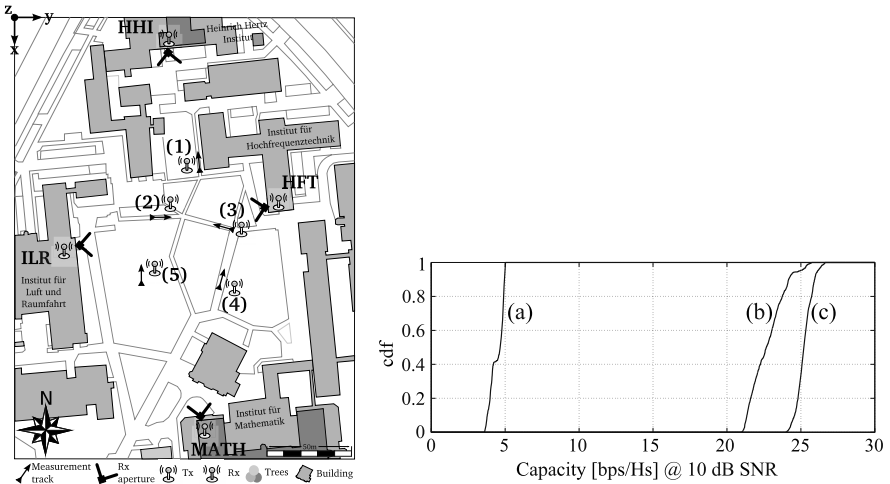 z
y
x
HHI
Heinrich Hertz
Institut
(1)
Institut für
Hochfrequenztechnik
HFT
(2)
(3)
ILR
Institut für
Luft und
Raumfahrt
(5)
(4)
N
Institut für
Mathematik
MATH
50m
Measurement
track
Rx
aperture
Tx
Rx
Trees
Building
1
0.8
0.6
0.4
0.2
0
cdf
(a)
(b)
(c)
0
5
10
15
20
25
30
Capacity [bps/Hs] @ 10 dB SNR